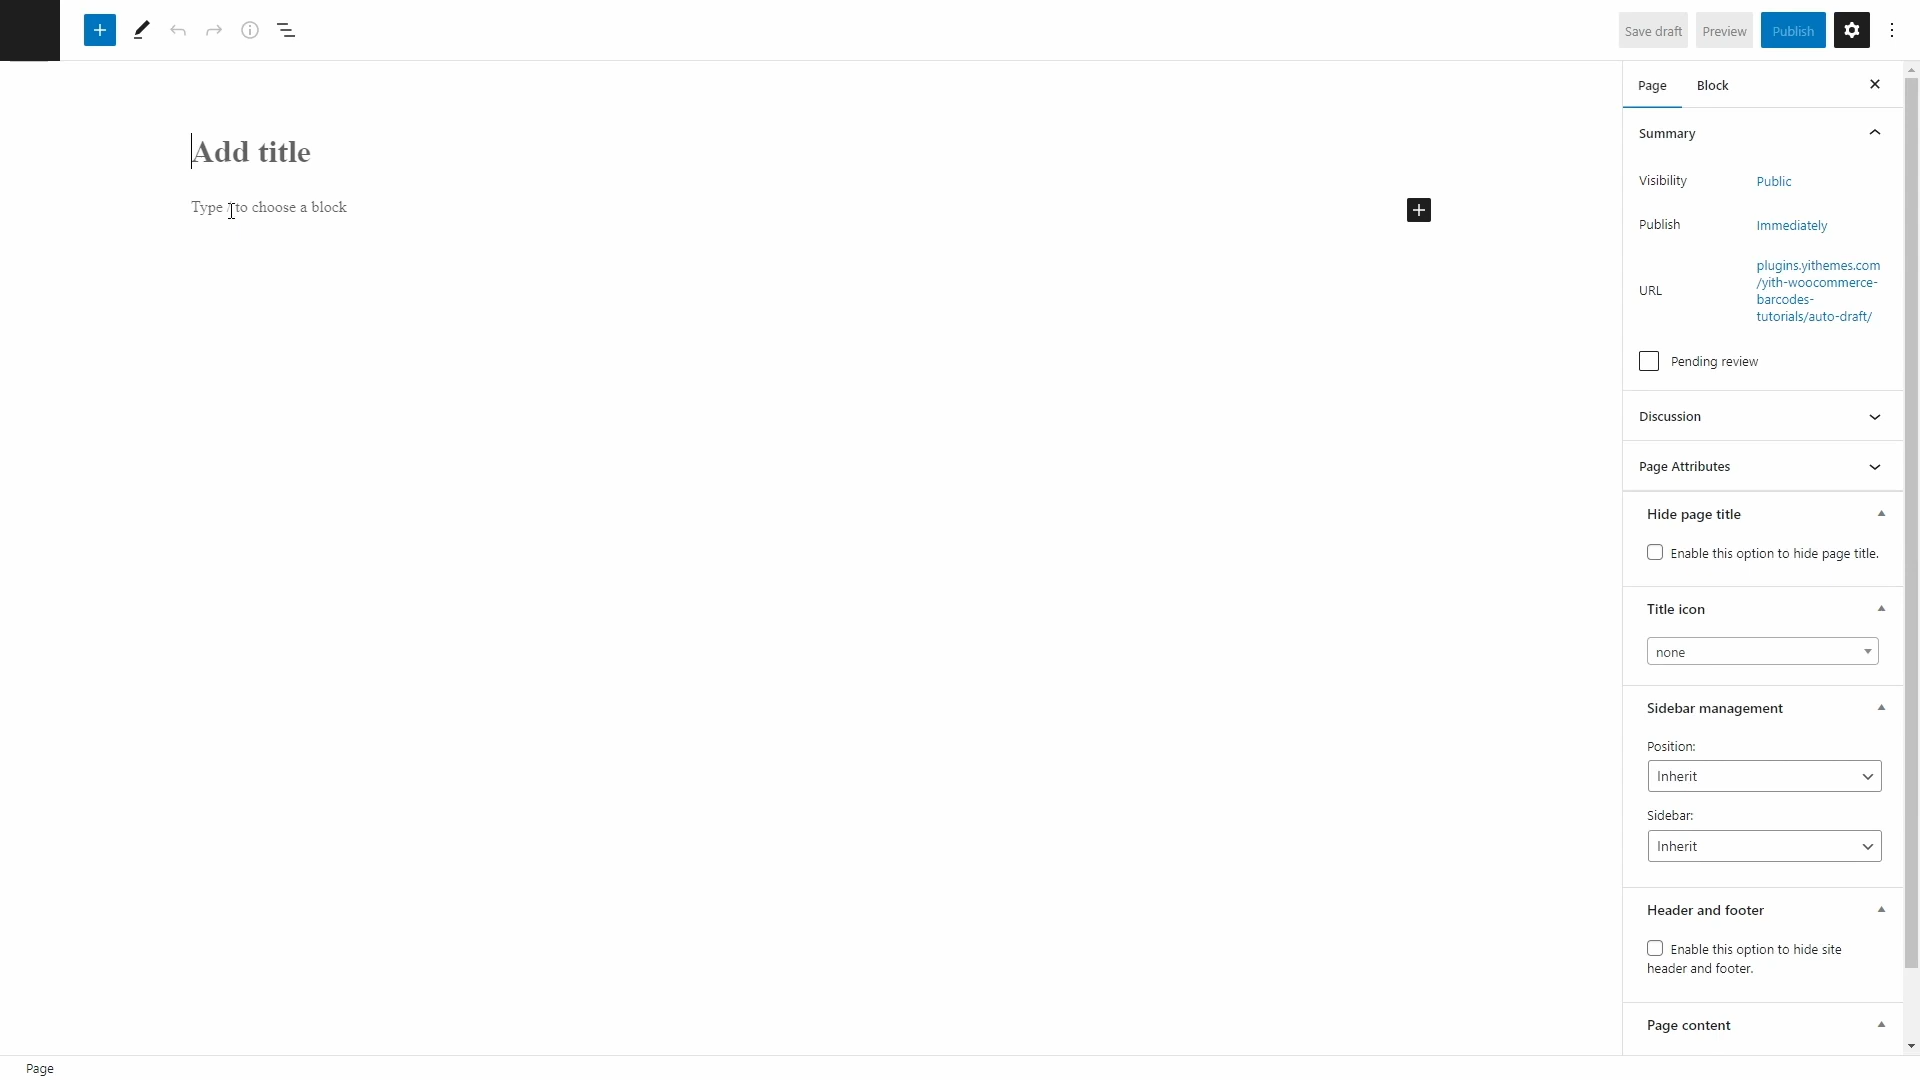 Save draft
Preview
Publish
Page
Block
Add title
Type / to choose a block
Summary
Visibility
Public
Publish
Immediately
URL
plugins.yithemes.com
/yith-woocommerce-
barcodes-
tutorials/auto-draft/
Pending review
Discussion
Page Attributes
Hide page title
Enable this option to hide page title.
Title icon
none
Sidebar management
Position:
Inherit
Sidebar:
Inherit
Header and footer
Enable this option to hide site
header and footer.
Page content
Page